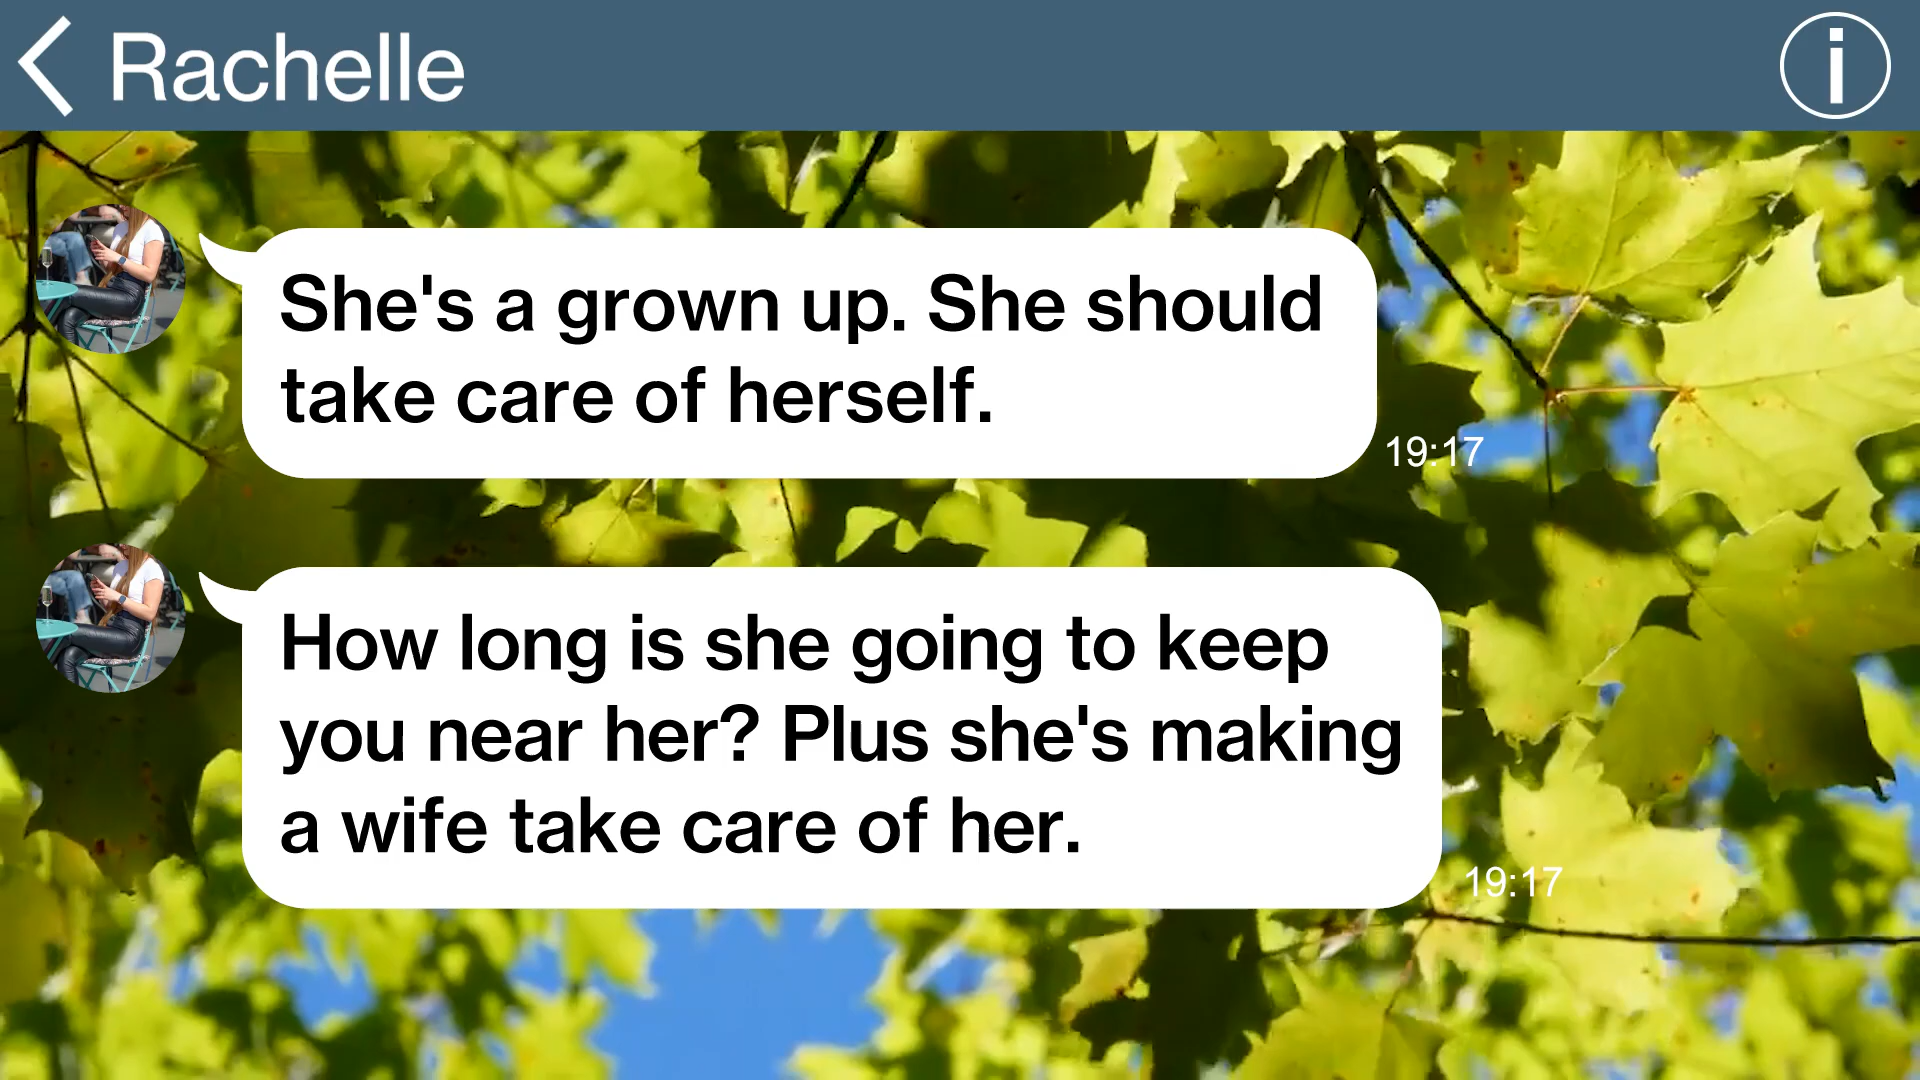 Rachelle
She's a grown up. She should
take care of herself.
19:17
How long is she going to keep
you near her? Plus she's making
a wife take care of her.
19:17